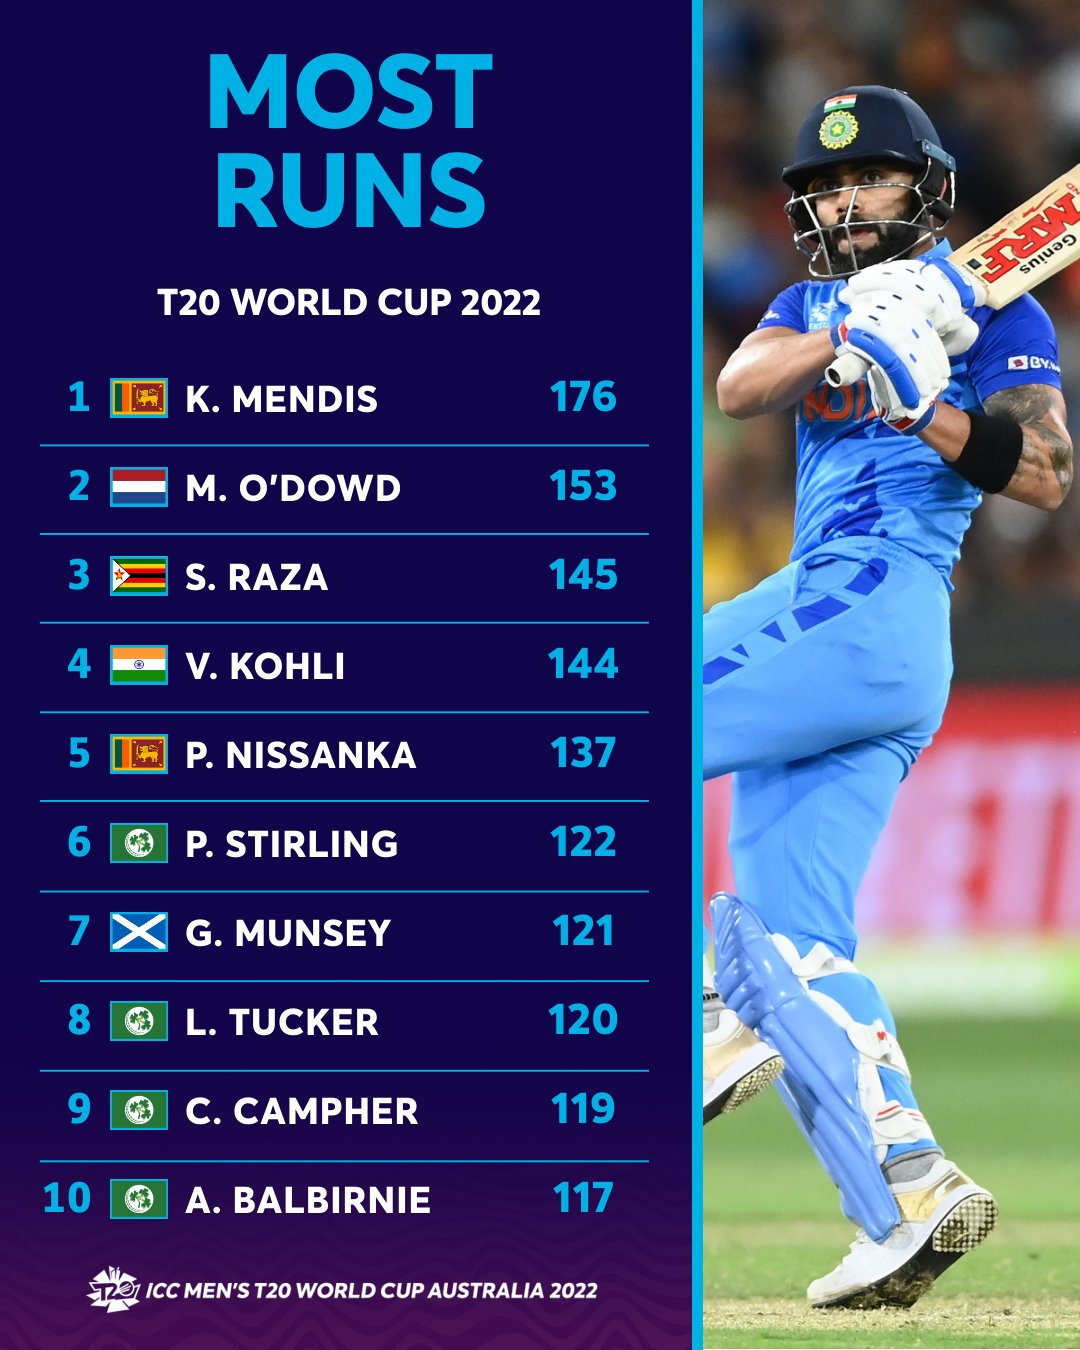 MOST
RUNS
T20 WORLD CUP 2022
1 K. MENDIS 176
2 M. O'DOWD 153
3 S. RAZA 145
4 V. KOHLI 144
5 P. NISSANKA 137
6 P. STIRLING 122
7 G. MUNSEY 121
8 L. TUCKER 120
9 C. CAMPHER 119
10 A. BALBIRNIE 117
T20 ICC MEN'S T20 WORLD CUP AUSTRALIA 2022
MRF
Genius